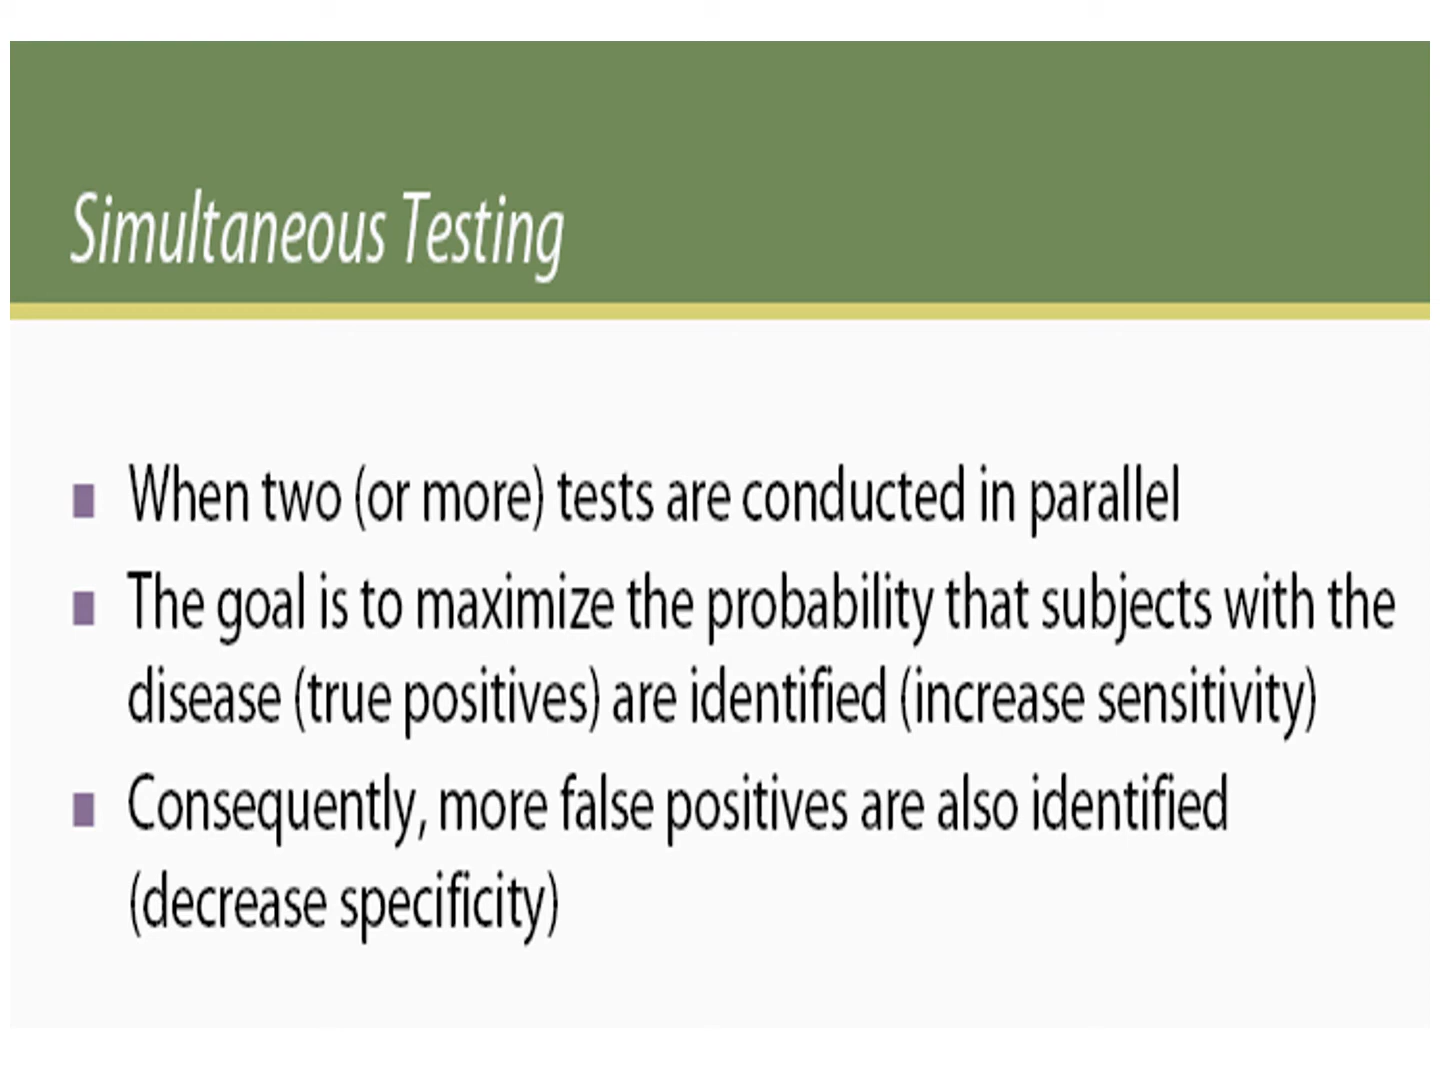 Simultaneous Testing
When two (or more) tests are conducted in parallel
The goal is to maximize the probability that subjects with the
disease (true positives) are identified (increase sensitivity)
Consequently, more false positives are also identified
(decrease specificity)